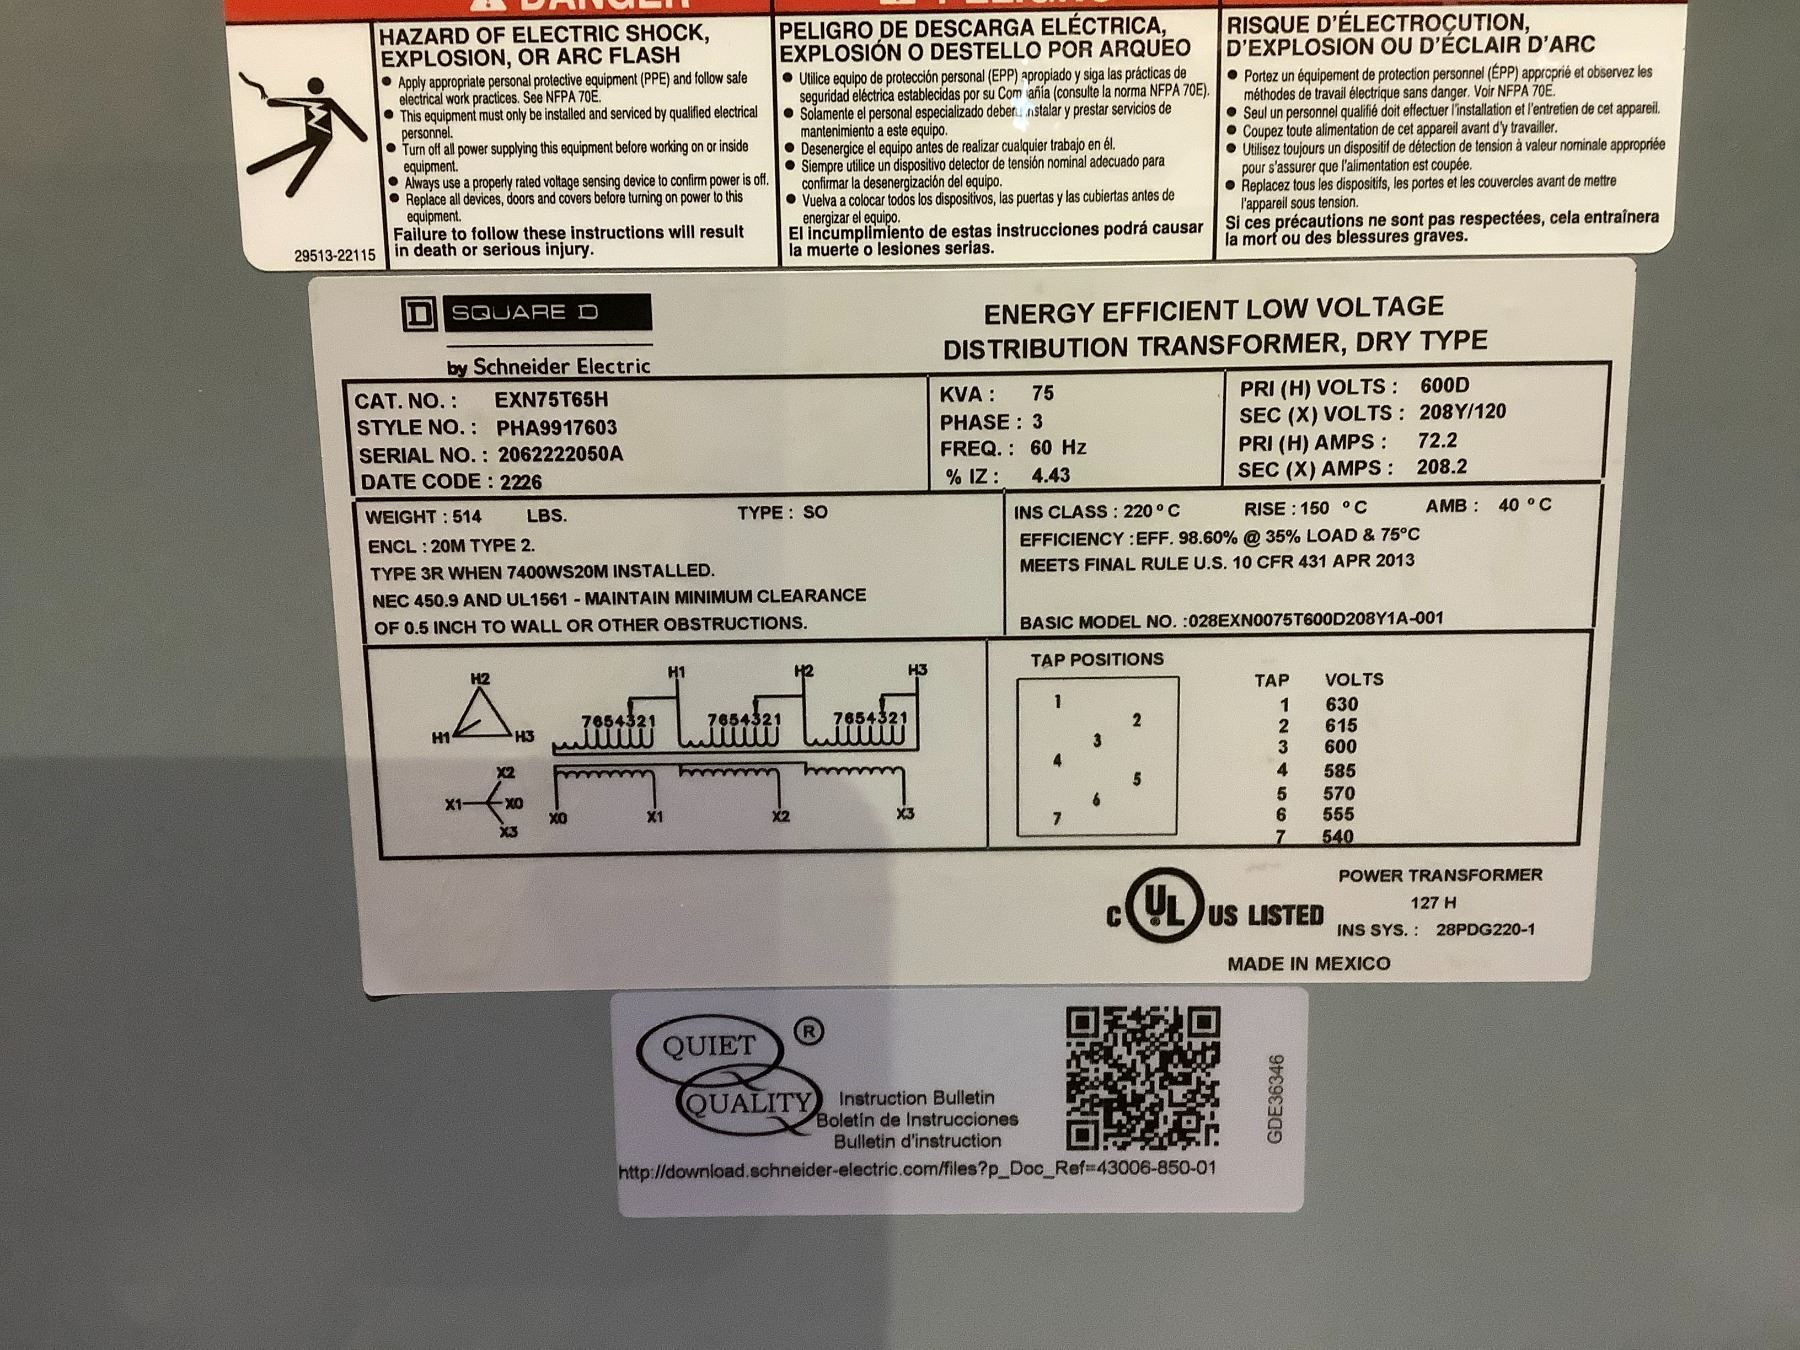 DANGER
HAZARD OF ELECTRIC SHOCK,
EXPLOSION, OR ARC FLASH
● Apply appropriate personal protective equipment (PPE) and follow safe
electrical work practices. See NFPA 70E.
● This equipment must only be installed and serviced by qualified electrical
personnel.
● Turn off all power supplying this equipment before working on or inside
equipment.
● Always use a properly rated voltage sensing device to confirm power is off.
● Replace all devices, doors and covers before turning on power to this
equipment.
Failure to follow these instructions will result
in death or serious injury.
29513-22115
PELIGRO DE DESCARGA ELÉCTRICA,
EXPLOSIÓN O DESTELLO POR ARQUEO
● Utilice equipo de protección personal (EPP) apropiado y siga las prácticas de
seguridad eléctrica establecidas por su Compañía (consulte la norma NFPA 70E).
● Solamente el personal especializado deberá instalar y prestar servicios de
mantenimiento a este equipo.
● Desenergice el equipo antes de realizar cualquier trabajo en él.
● Siempre utilice un dispositivo detector de tensión nominal adecuado para
confirmar la desenergización del equipo.
● Vuelva a colocar todos los dispositivos, las puertas y las cubiertas antes de
energizar el equipo.
El incumplimiento de estas instrucciones podrá causar
la muerte o lesiones serias.
RISQUE D'ÉLECTROCUTION,
D'EXPLOSION OU D'ÉCLAIR D'ARC
● Portez un équipement de protection personnel (ÉPP) approprié et observez les
méthodes de travail électrique sans danger. Voir NFPA 70E.
● Seul un personnel qualifié doit effectuer l'installation et l'entretien de cet appareil.
● Coupez toute alimentation de cet appareil avant d'y travailler.
● Utilisez toujours un dispositif de détection de tension à valeur nominale appropriée
pour s'assurer que l'alimentation est coupée.
● Replacez tous les dispositifs, les portes et les couvercles avant de mettre
l'appareil sous tension.
Si ces précautions ne sont pas respectées, cela entraînera
la mort ou des blessures graves.
D SQUARE D
by Schneider Electric
ENERGY EFFICIENT LOW VOLTAGE
DISTRIBUTION TRANSFORMER, DRY TYPE
CAT. NO. : EXN75T65H
STYLE NO. : PHA9917603
SERIAL NO. : 2062222050A
DATE CODE : 2226
KVA : 75
PHASE : 3
FREQ. : 60 Hz
% IZ : 4.43
PRI (H) VOLTS : 600D
SEC (X) VOLTS : 208Y/120
PRI (H) AMPS : 72.2
SEC (X) AMPS : 208.2
WEIGHT : 514 LBS. TYPE : SO
ENCL : 20M TYPE 2.
TYPE 3R WHEN 7400WS20M INSTALLED.
NEC 450.9 AND UL1561 - MAINTAIN MINIMUM CLEARANCE
OF 0.5 INCH TO WALL OR OTHER OBSTRUCTIONS.
INS CLASS : 220 °C RISE : 150 °C AMB : 40 °C
EFFICIENCY :EFF. 98.60% @ 35% LOAD & 75°C
MEETS FINAL RULE U.S. 10 CFR 431 APR 2013
BASIC MODEL NO. :028EXN0075T600D208Y1A-001
H2
H1 H3
H1 H2 H3
7654321 7654321 7654321
X2
X1 X0
X3
X0 X1 X2 X3
TAP POSITIONS
1
2
3
4
5
6
7
TAP VOLTS
1 630
2 615
3 600
4 585
5 570
6 555
7 540
C UL ® US LISTED
POWER TRANSFORMER
127 H
INS SYS. : 28PDG220-1
MADE IN MEXICO
QUIET ®
QUALITY
Instruction Bulletin
Boletín de Instrucciones
Bulletin d'instruction
http://download.schneider-electric.com/files?p_Doc_Ref=43006-850-01
GDE36346